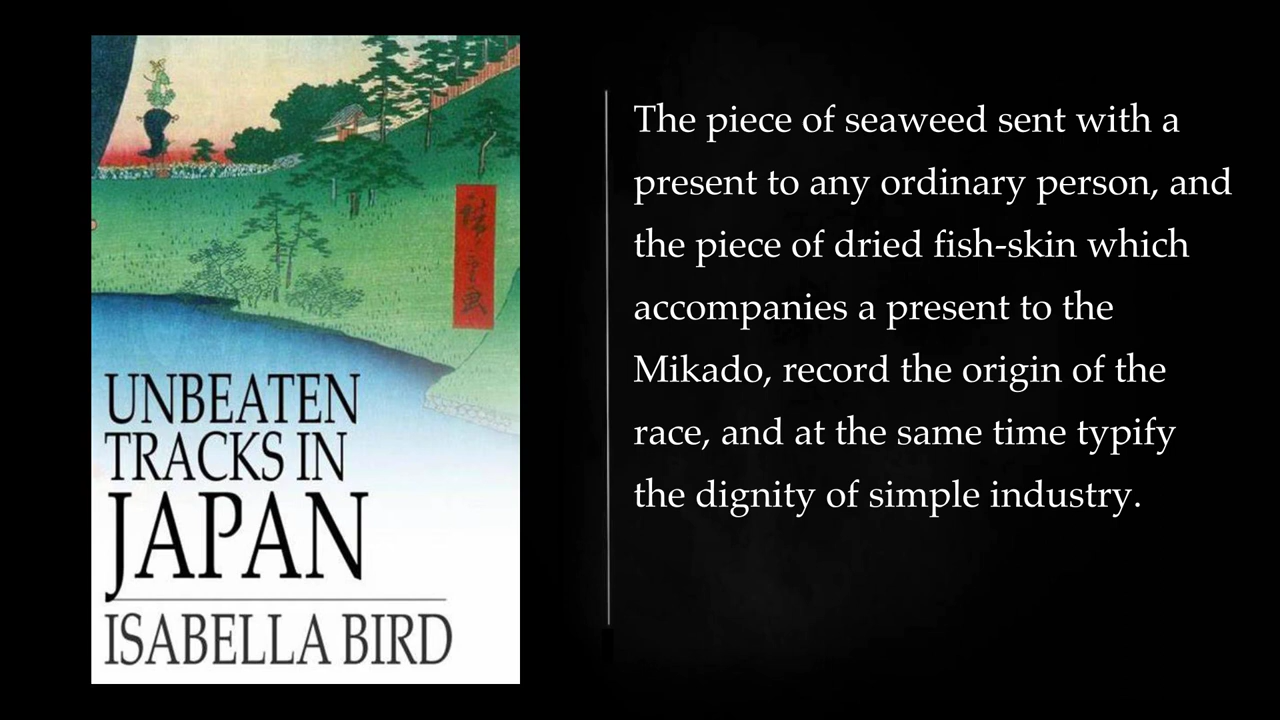 UNBEATEN
TRACKS IN
JAPAN
ISABELLA BIRD
The piece of seaweed sent with a
present to any ordinary person, and
the piece of dried fish-skin which
accompanies a present to the
Mikado, record the origin of the
race, and at the same time typify
the dignity of simple industry.